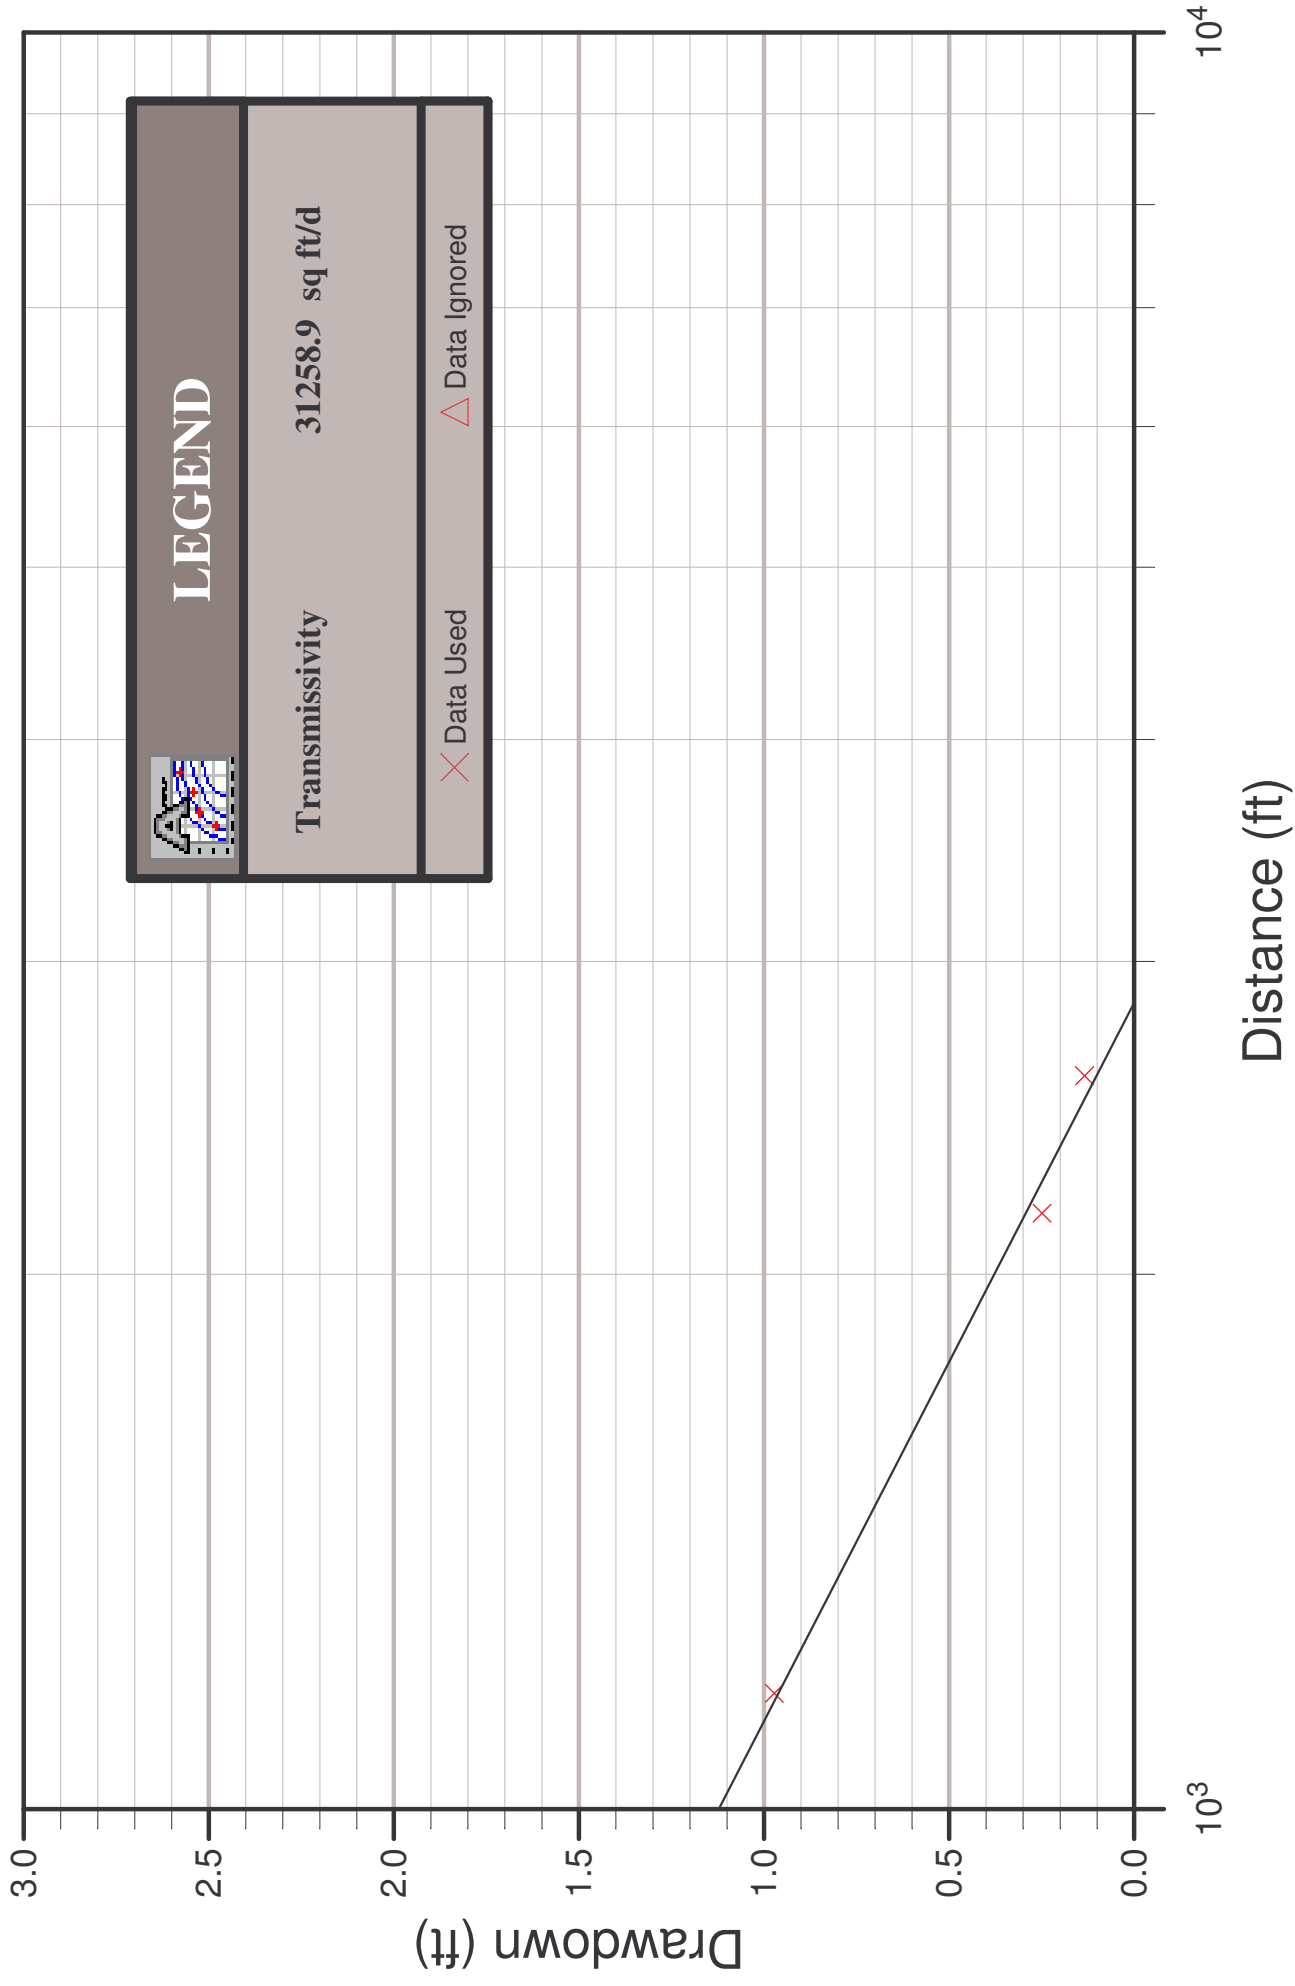 3.0
2.5
2.0
1.5
1.0
0.5
0.0
Drawdown (ft)
LEGEND
Transmissivity 31258.9 sq ft/d
Data Used Data Ignored
10³ 10⁴
Distance (ft)